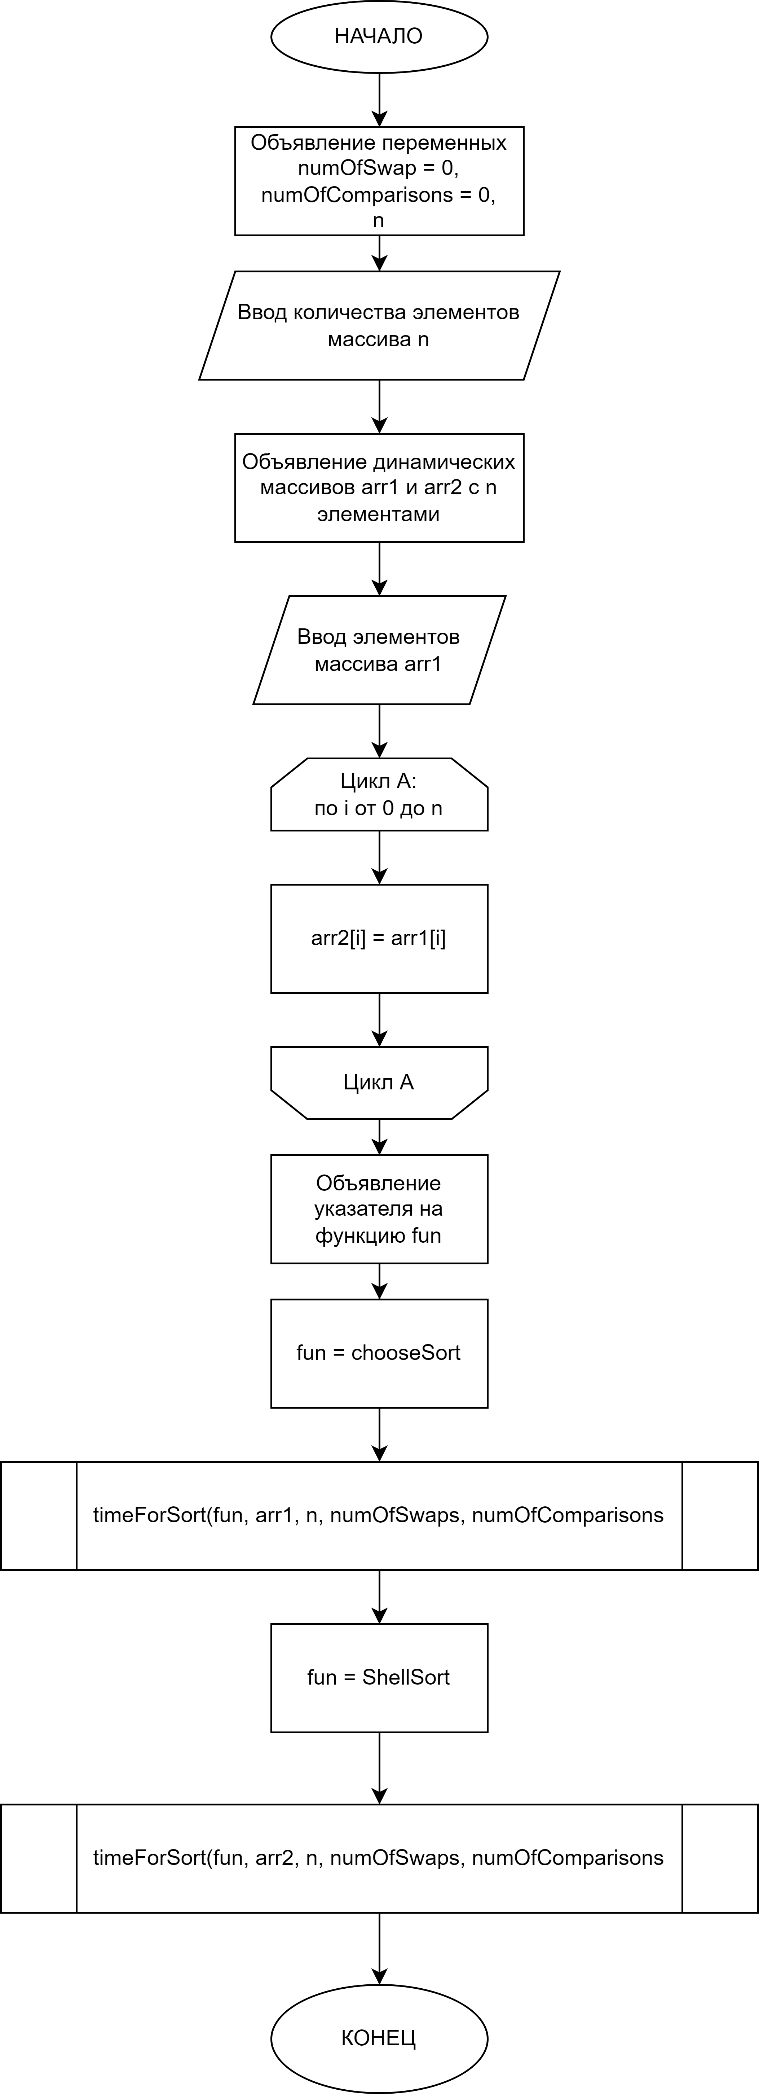 НАЧАЛО
Объявление переменных
numOfSwap = 0,
numOfComparisons = 0,
n
Ввод количества элементов
массива n
Объявление динамических
массивов arr1 и arr2 с n
элементами
Ввод элементов
массива arr1
Цикл А:
по i от 0 до n
arr2[i] = arr1[i]
Цикл А
Объявление
указателя на
функцию fun
fun = chooseSort
timeForSort(fun, arr1, n, numOfSwaps, numOfComparisons
fun = ShellSort
timeForSort(fun, arr2, n, numOfSwaps, numOfComparisons
КОНЕЦ